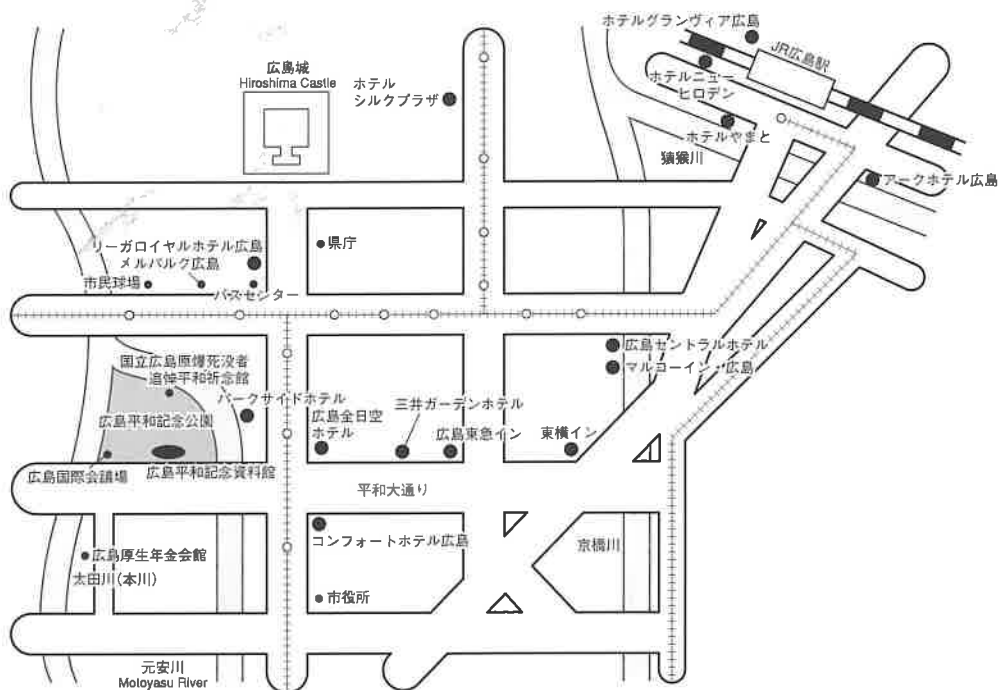 ホテルグランヴィア広島
JR広島駅
ホテルニュー
ヒロデン
ホテルやまと
猿猴川
アークホテル広島
広島城
Hiroshima Castle
ホテル
シルクプラザ
県庁
リーガロイヤルホテル広島
メルパルク広島
市民球場
バスセンター
国立広島原爆死没者
追悼平和祈念館
パークサイドホテル
広島平和記念公園
広島国際会議場
広島平和記念資料館
広島全日空
ホテル
三井ガーデンホテル
広島東急イン
東横イン
広島セントラルホテル
マルコーイン・広島
平和大通り
コンフォートホテル広島
京橋川
広島厚生年金会館
太田川(本川)
市役所
元安川
Motoyasu River